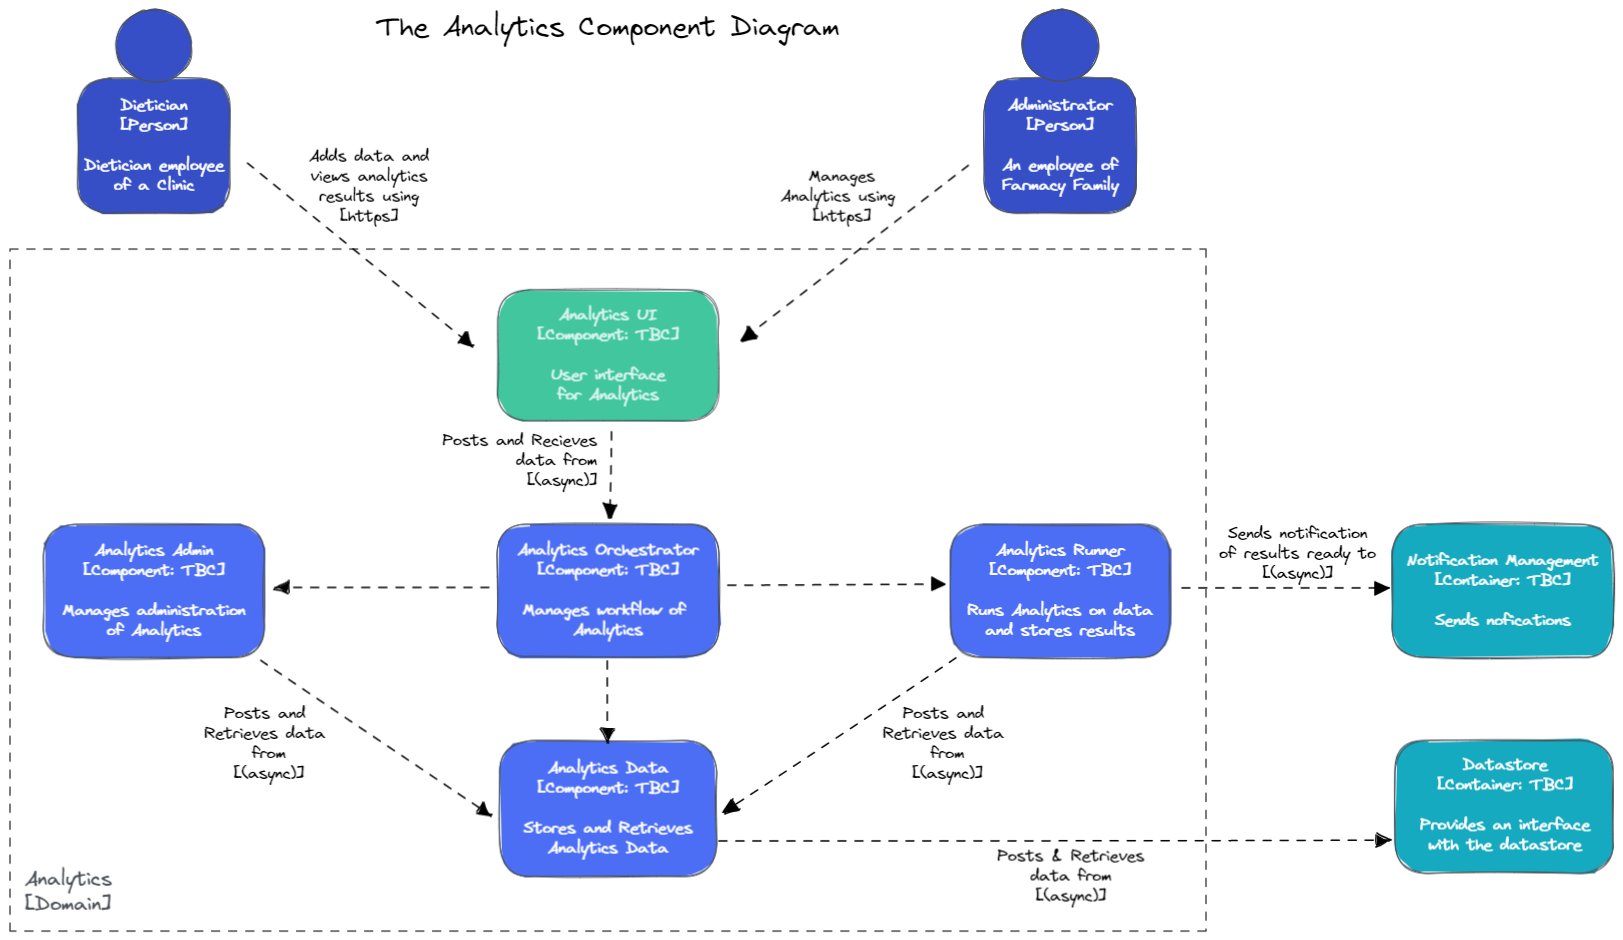 The Analytics Component Diagram
Dietician
[Person]
Dietician employee
of a Clinic
Administrator
[Person]
An employee of
Farmacy Family
Adds data and
views analytics
results using
[https]
Manages
Analytics using
[https]
Analytics UI
[Component: TBC]
User interface
for Analytics
Posts and Recieves
data from
[(async)]
Analytics Admin
[Component: TBC]
Manages administration
of Analytics
Analytics Orchestrator
[Component: TBC]
Manages workflow of
Analytics
Analytics Runner
[Component: TBC]
Runs Analytics on data
and stores results
Sends notification
of results ready to
[(async)]
Notification Management
[Container: TBC]
Sends nofications
Posts and
Retrieves data
from
[(async)]
Posts and
Retrieves data
from
[(async)]
Analytics Data
[Component: TBC]
Stores and Retrieves
Analytics Data
Datastore
[Container: TBC]
Provides an interface
with the datastore
Posts & Retrieves
data from
[(async)]
Analytics
[Domain]